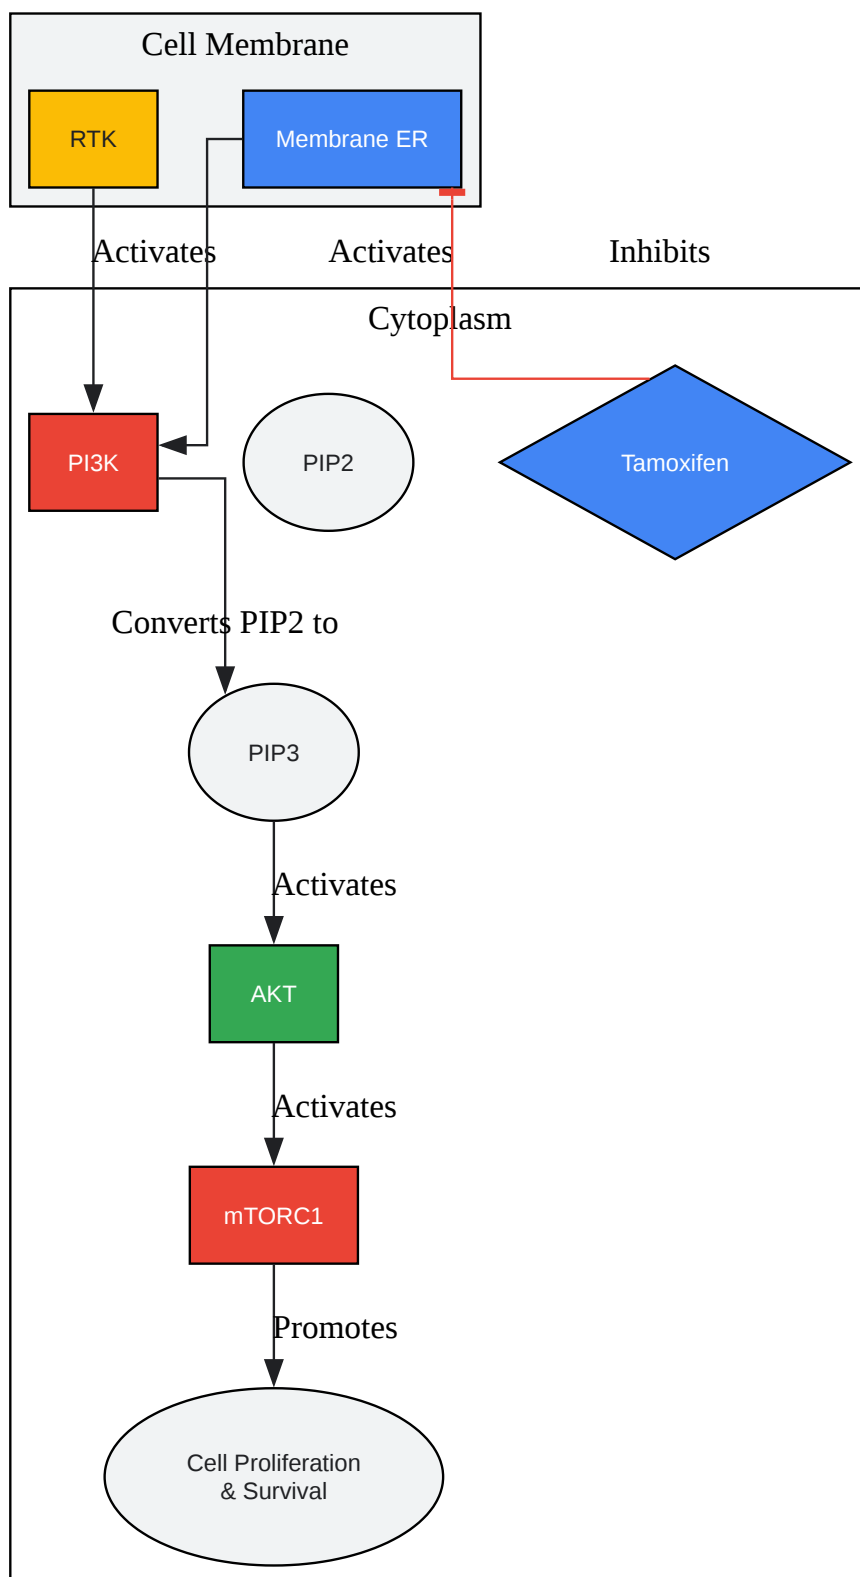 Cell Membrane
RTK
Membrane ER
Activates
Activates
Inhibits
Cytoplasm
PI3K
PIP2
Tamoxifen
Converts PIP2 to
PIP3
Activates
AKT
Activates
mTORC1
Promotes
Cell Proliferation
& Survival